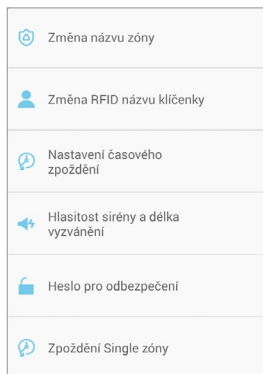 Změna názvu zóny
Změna RFID názvu klíčenky
Nastavení časového
zpoždění
Hlasitost sirény a délka
vyzvánění
Heslo pro odbezpečení
Zpoždění Single zóny